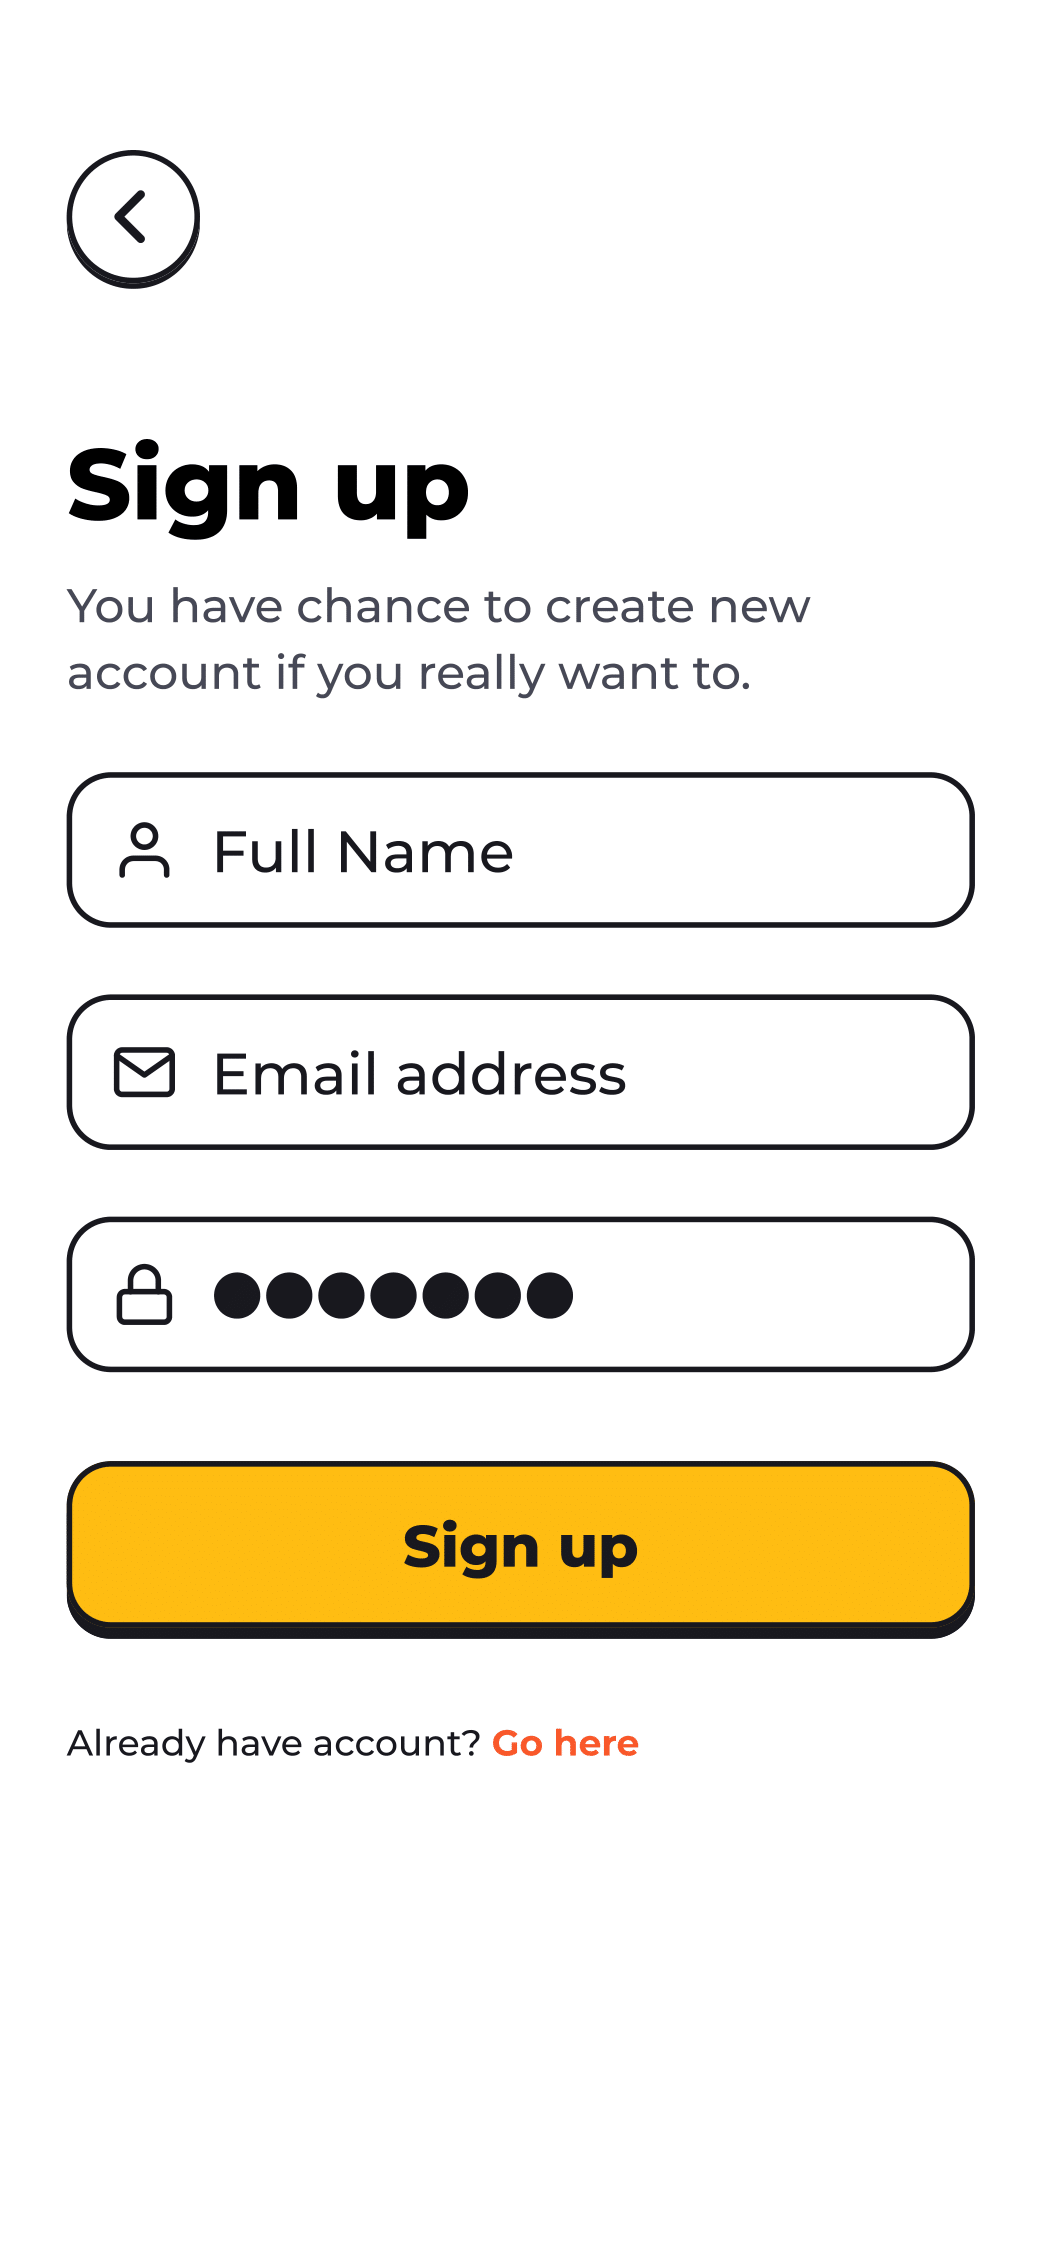 Sign up
You have chance to create new
account if you really want to.
Full Name
Email address
●●●●●●●
Sign up
Already have account? Go here